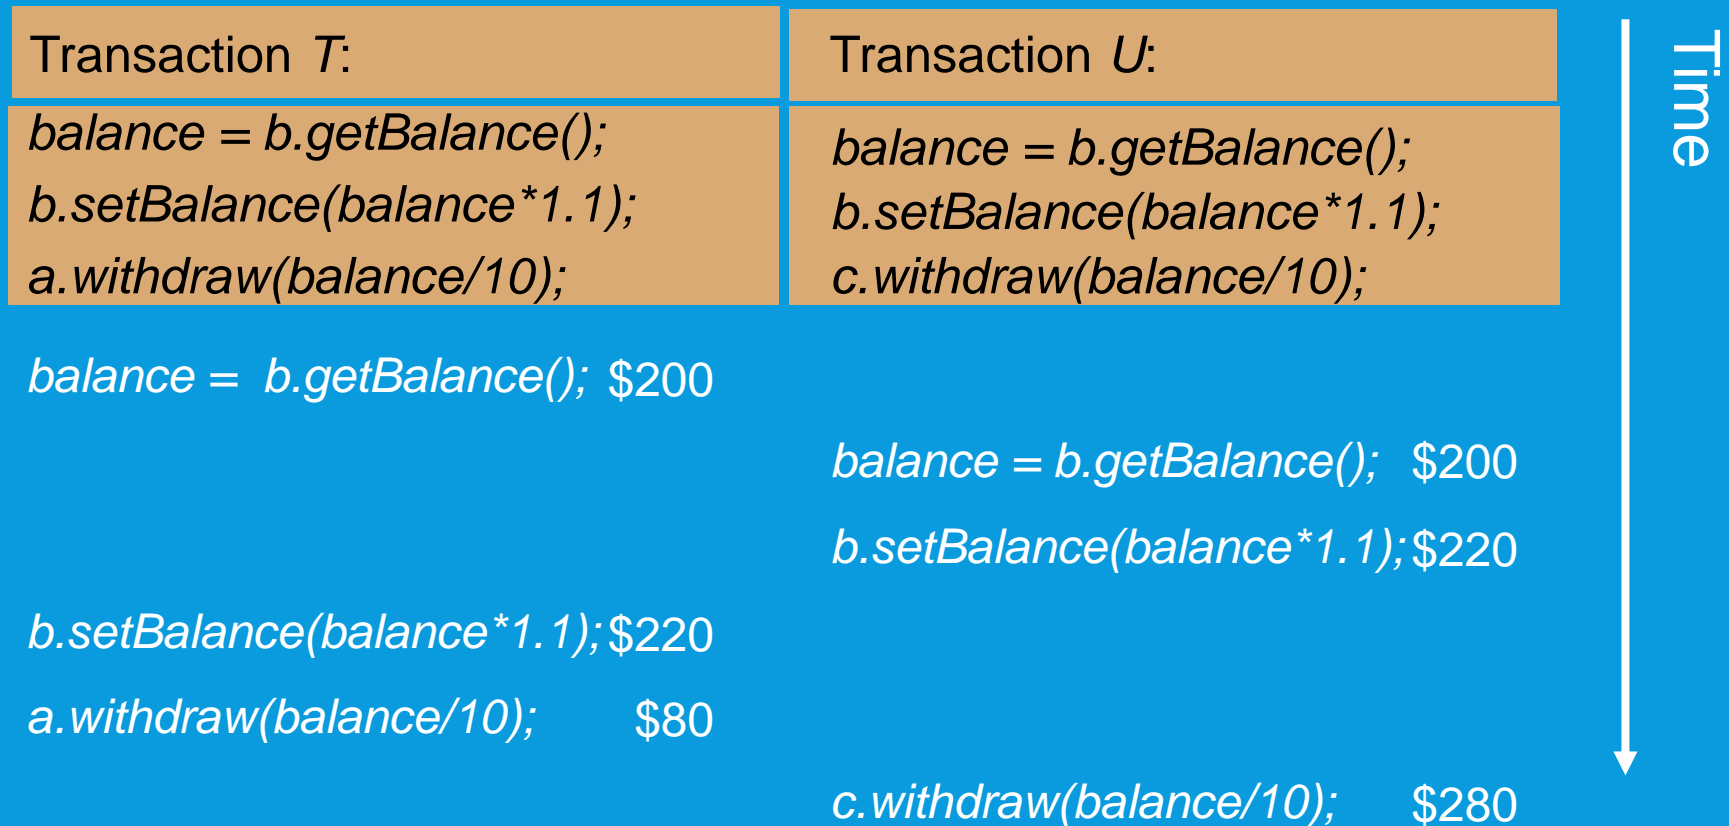 Transaction T:
Transaction U:
Time
balance = b.getBalance();
b.setBalance(balance*1.1);
a.withdraw(balance/10);
balance = b.getBalance();
b.setBalance(balance*1.1);
c.withdraw(balance/10);
balance = b.getBalance(); $200
balance = b.getBalance(); $200
b.setBalance(balance*1.1); $220
b.setBalance(balance*1.1); $220
a.withdraw(balance/10); $80
c.withdraw(balance/10); $280